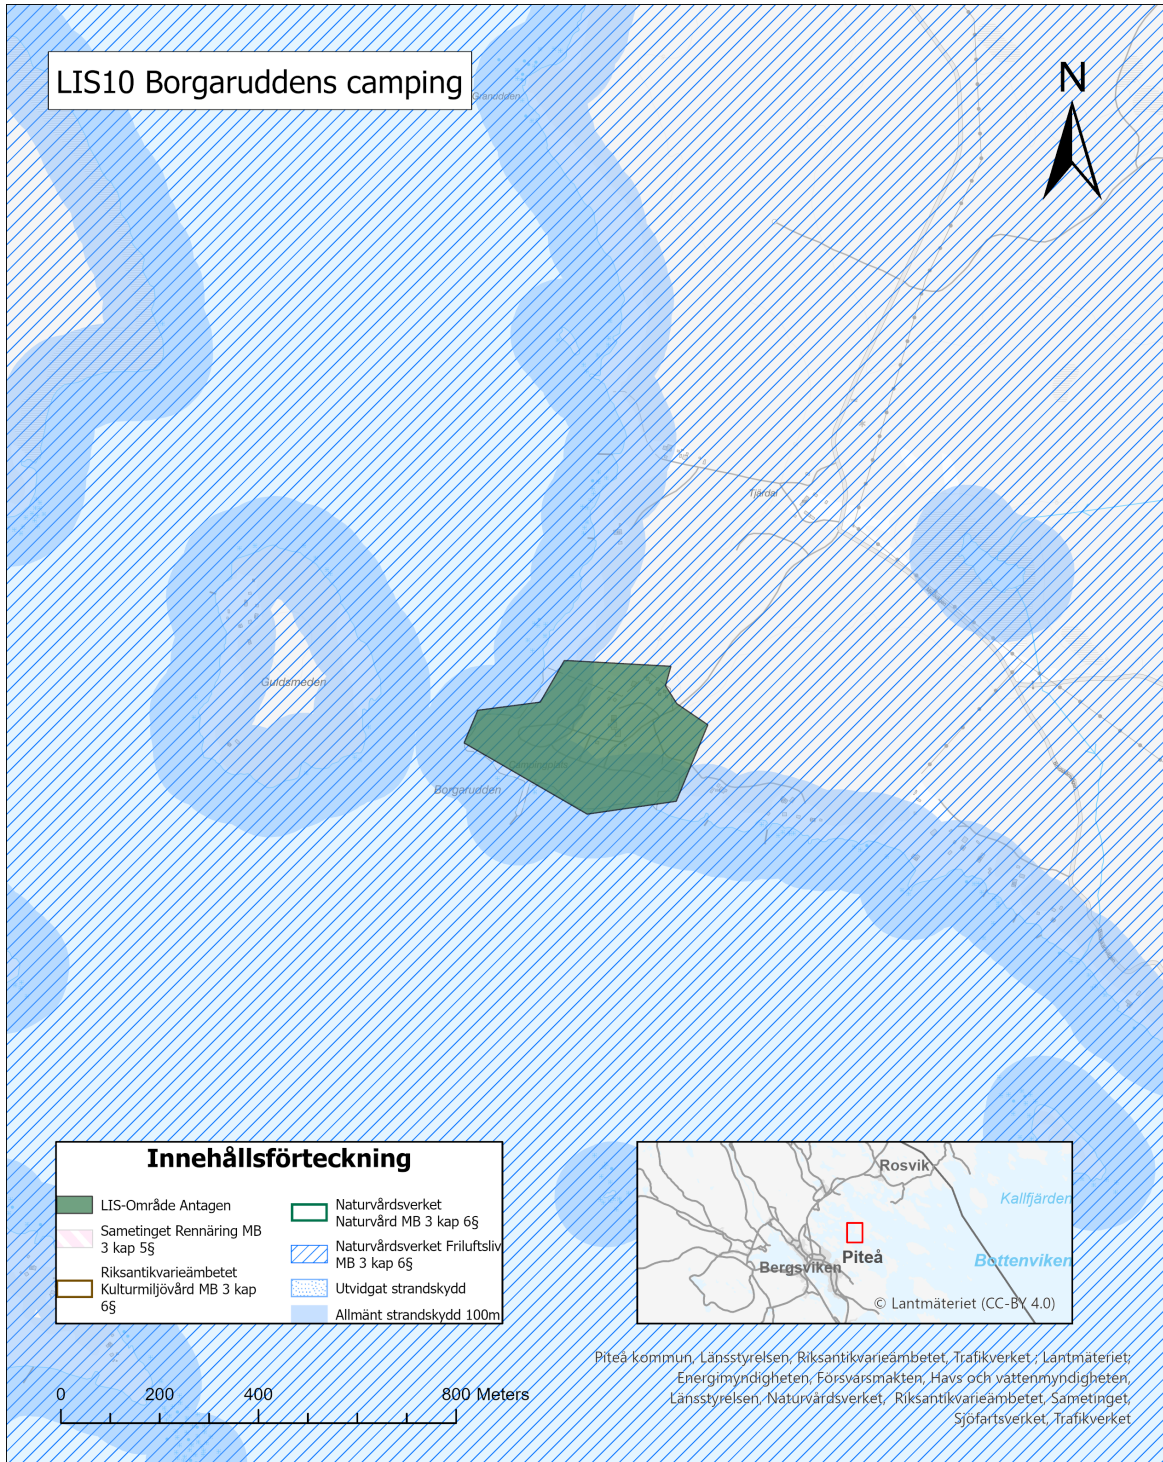 LIS10 Borgaruddens camping
N
Granudden
Tjärdal
Guldsmeden
Borgarudden
Innehållsförteckning
LIS-Område Antagen
Sametinget Rennäring MB
3 kap 5§
Riksantikvarieämbetet
Kulturmiljövård MB 3 kap
6§
Naturvårdsverket
Naturvård MB 3 kap 6§
Naturvårdsverket Friluftsliv
MB 3 kap 6§
Utvidgat strandskydd
Allmänt strandskydd 100m
Rosvik
Kallfjärden
Bottenviken
Piteå
Bergsviken
© Lantmäteriet (CC-BY 4.0)
Piteå kommun, Länsstyrelsen, Riksantikvarieämbetet, Trafikverket ; Lantmäteriet;
Energimyndigheten, Försvarsmakten, Havs och vattenmyndigheten,
Länsstyrelsen, Naturvårdsverket, Riksantikvarieämbetet, Sametinget,
Sjöfartsverket, Trafikverket
0 200 400 800 Meters